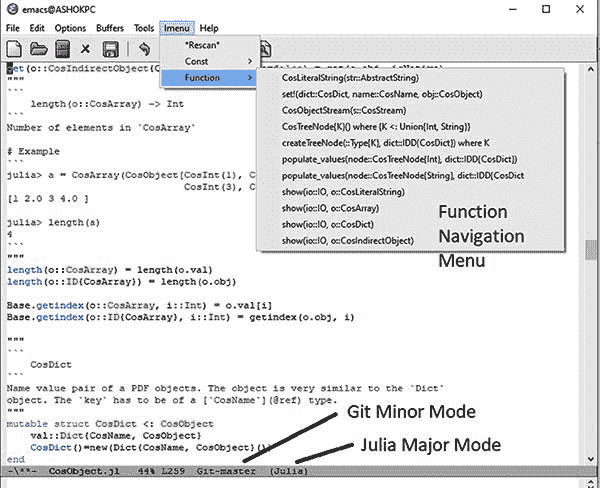 emacs@ASHOKPC
File Edit Options Buffers Tools Imenu Help
*Rescan*
Const >
Function >
CosLiteralString(str::AbstractString)
set!(dict::CosDict, name::CosName, obj::CosObject)
CosObjectStream(s::CosStream)
CosTreeNode{K}() where {K <: Union{Int, String}}
createTreeNode(::Type{K}, dict::IDD{CosDict}) where K
populate_values(node::CosTreeNode{Int}, dict::IDD{CosDict})
populate_values(node::CosTreeNode{String}, dict::IDD{CosDict
show(io::IO, o::CosLiteralString)
show(io::IO, o::CosArray)
show(io::IO, o::CosDict)
show(io::IO, o::CosIndirectObject)
Function
Navigation
Menu
get(o::CosIndirectObject{C
"""
```
length(o::CosArray) -> Int
```
Number of elements in `CosArray`
# Example
```
julia> a = CosArray(CosObject[CosInt(1), C
CosInt(3), C
[1 2.0 3 4.0 ]
julia> length(a)
4
```
"""
length(o::CosArray) = length(o.val)
length(o::ID{CosArray}) = length(o.obj)
Base.getindex(o::CosArray, i::Int) = o.val[i]
Base.getindex(o::ID{CosArray}, i::Int) = getindex(o.obj, i)
"""
```
CosDict
```
Name value pair of a PDF objects. The object is very similar to the `Dict`
object. The `key` has to be of a [`CosName`](@ref) type.
"""
mutable struct CosDict <: CosObject
val::Dict{CosName, CosObject}
CosDict()=new(Dict{CosName, CosObject}())
end
Git Minor Mode
Julia Major Mode
-\**- CosObject.jl 44% L259 Git-master (Julia)